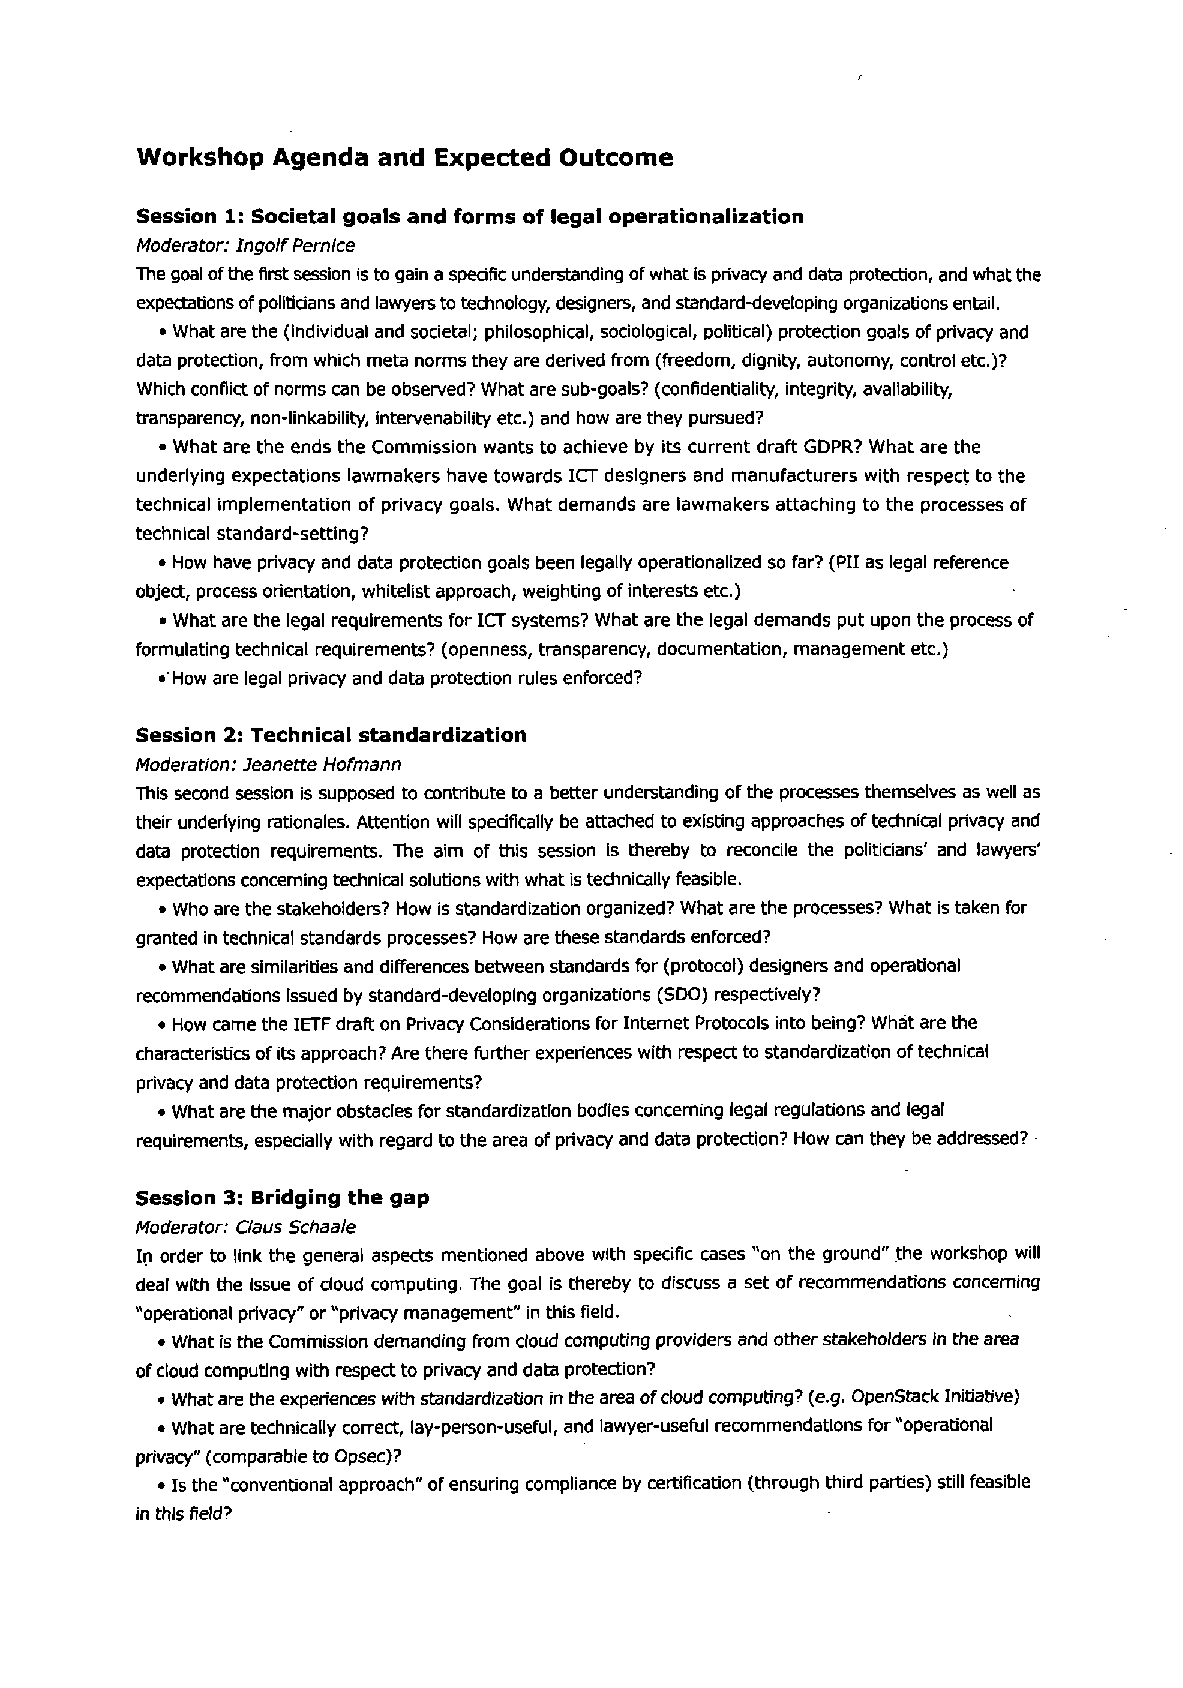 Workshop Agenda and Expected Outcome
Session 1: Societal goals and forms of legal operationalization
Moderator: Ingolf Pernice
The goal of the first session is to gain a specific understanding of what is privacy and data protection, and what the
expectations of politicians and lawyers to technology, designers, and standard-developing organizations entail.
• What are the (individual and societal; philosophical, sociological, political) protection goals of privacy and
data protection, from which meta norms they are derived from (freedom, dignity, autonomy, control etc.)?
Which conflict of norms can be observed? What are sub-goals? (confidentiality, integrity, availability,
transparency, non-linkability, intervenability etc.) and how are they pursued?
• What are the ends the Commission wants to achieve by its current draft GDPR? What are the
underlying expectations lawmakers have towards ICT designers and manufacturers with respect to the
technical implementation of privacy goals. What demands are lawmakers attaching to the processes of
technical standard-setting?
• How have privacy and data protection goals been legally operationalized so far? (PII as legal reference
object, process orientation, whitelist approach, weighting of interests etc.)
• What are the legal requirements for ICT systems? What are the legal demands put upon the process of
formulating technical requirements? (openness, transparency, documentation, management etc.)
• How are legal privacy and data protection rules enforced?
Session 2: Technical standardization
Moderation: Jeanette Hofmann
This second session is supposed to contribute to a better understanding of the processes themselves as well as
their underlying rationales. Attention will specifically be attached to existing approaches of technical privacy and
data protection requirements. The aim of this session is thereby to reconcile the politicians' and lawyers'
expectations concerning technical solutions with what is technically feasible.
• Who are the stakeholders? How is standardization organized? What are the processes? What is taken for
granted in technical standards processes? How are these standards enforced?
• What are similarities and differences between standards for (protocol) designers and operational
recommendations issued by standard-developing organizations (SDO) respectively?
• How came the IETF draft on Privacy Considerations for Internet Protocols into being? What are the
characteristics of its approach? Are there further experiences with respect to standardization of technical
privacy and data protection requirements?
• What are the major obstacles for standardization bodies concerning legal regulations and legal
requirements, especially with regard to the area of privacy and data protection? How can they be addressed?
Session 3: Bridging the gap
Moderator: Claus Schaale
In order to link the general aspects mentioned above with specific cases "on the ground" the workshop will
deal with the issue of cloud computing. The goal is thereby to discuss a set of recommendations concerning
"operational privacy" or "privacy management" in this field.
• What is the Commission demanding from cloud computing providers and other stakeholders in the area
of cloud computing with respect to privacy and data protection?
• What are the experiences with standardization in the area of cloud computing? (e.g. OpenStack Initiative)
• What are technically correct, lay-person-useful, and lawyer-useful recommendations for "operational
privacy" (comparable to Opsec)?
• Is the "conventional approach" of ensuring compliance by certification (through third parties) still feasible
in this field?